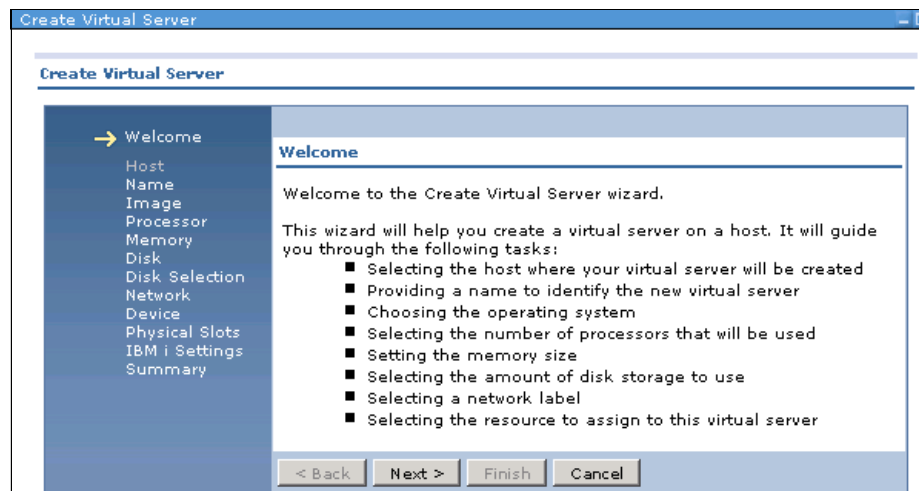 Create Virtual Server
Create Virtual Server
Welcome
Host
Name
Image
Processor
Memory
Disk
Disk Selection
Network
Device
Physical Slots
IBM i Settings
Summary
Welcome
Welcome to the Create Virtual Server wizard.
This wizard will help you create a virtual server on a host. It will guide
you through the following tasks:
Selecting the host where your virtual server will be created
Providing a name to identify the new virtual server
Choosing the operating system
Selecting the number of processors that will be used
Setting the memory size
Selecting the amount of disk storage to use
Selecting a network label
Selecting the resource to assign to this virtual server
< Back
Next >
Finish
Cancel